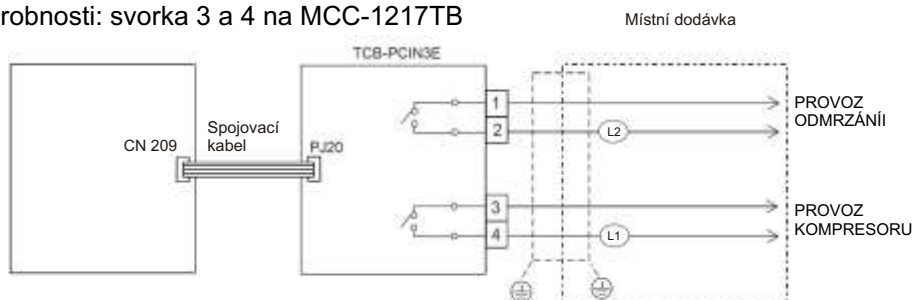 robnosti: svorka 3 a 4 na MCC-1217TB
Místní dodávka
TCB-PCIN3E
CN 209
Spojovací
kabel
PJ20
1
2
3
4
L2
L1
PROVOZ
ODMRZÁNÍI
PROVOZ
KOMPRESORU